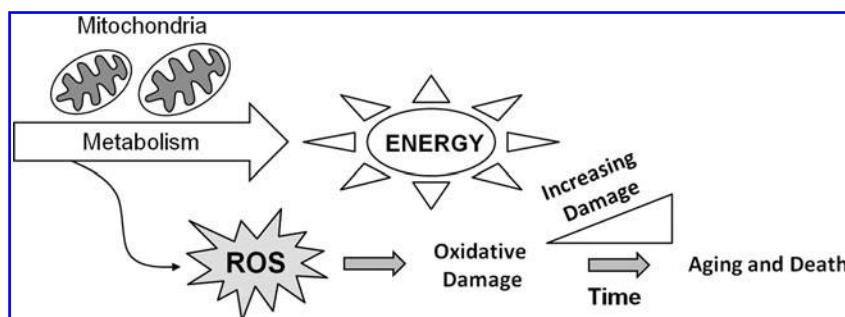 Mitochondria
Metabolism
ENERGY
Increasing
Damage
ROS
Oxidative
Damage
Time
Aging and Death